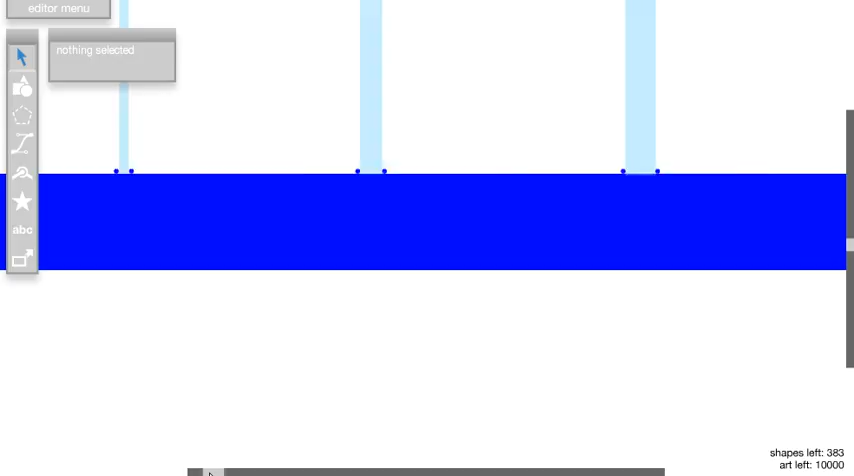 editor menu
nothing selected
abc
shapes left: 383
art left: 10000